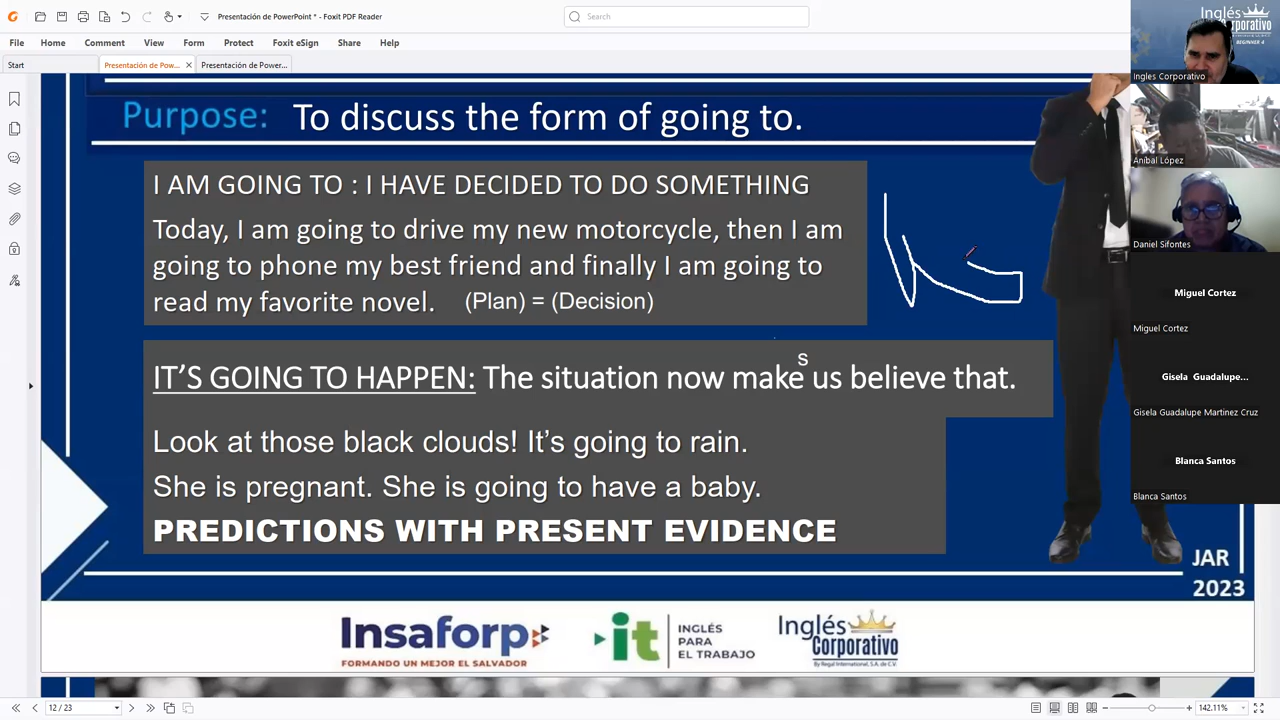 Presentación de PowerPoint * - Foxit PDF Reader
Search
File Home Comment View Form Protect Foxit eSign Share Help
Start
Presentación de Pow...
Presentación de Power...
Purpose: To discuss the form of going to.
I AM GOING TO : I HAVE DECIDED TO DO SOMETHING
Today, I am going to drive my new motorcycle, then I am
going to phone my best friend and finally I am going to
read my favorite novel. (Plan) = (Decision)
s
IT’S GOING TO HAPPEN: The situation now make us believe that.
Look at those black clouds! It’s going to rain.
She is pregnant. She is going to have a baby.
PREDICTIONS WITH PRESENT EVIDENCE
JAR
2023
Insaforp
FORMANDO UN MEJOR EL SALVADOR
it
INGLÉS
PARA
EL TRABAJO
Inglés
Corporativo
By Regal International, S.A. de C.V.
12 / 23
142.11%
Inglés
BEGINNER 4
Ingles Corporativo
Aníbal López
Daniel Sifontes
Miguel Cortez
Miguel Cortez
Gisela Guadalupe...
Gisela Guadalupe Martinez Cruz
Blanca Santos
Blanca Santos